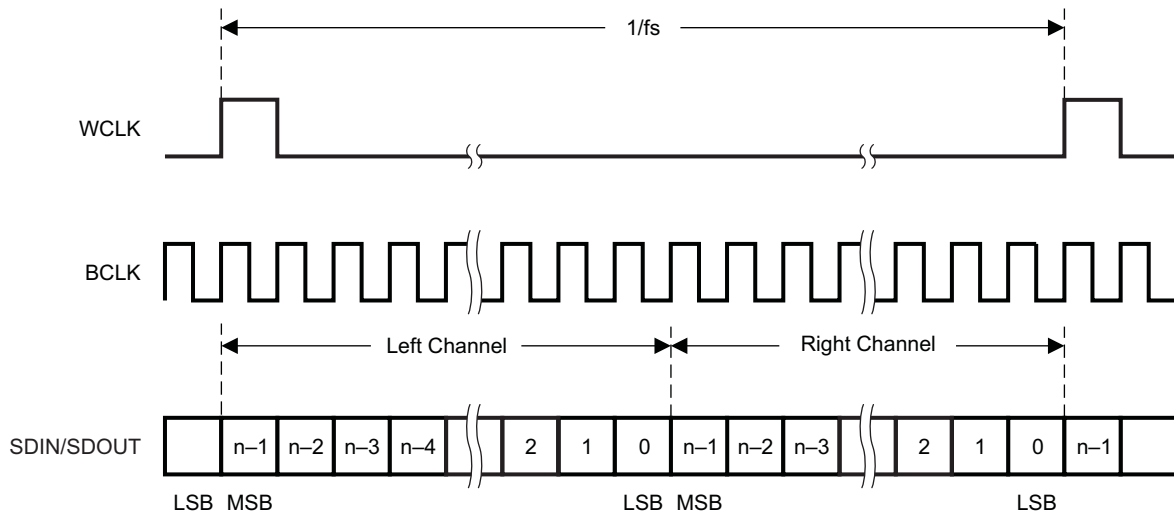 1/fs
WCLK
BCLK
Left Channel
Right Channel
SDIN/SDOUT
n–1 n–2 n–3 n–4 2 1 0 n–1 n–2 n–3 2 1 0 n–1
LSB MSB LSB MSB LSB